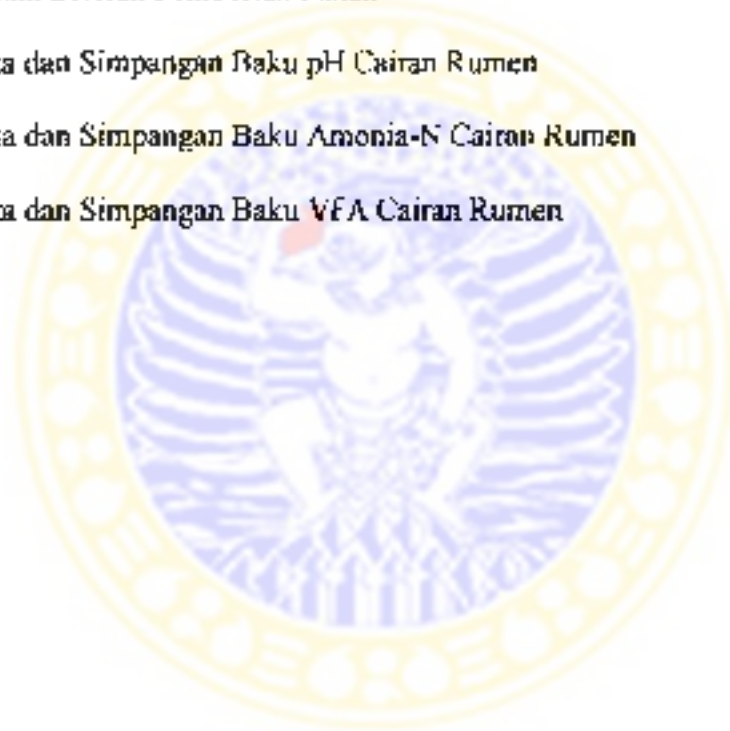 a dan Simpangan Baku pH Cairan Rumen
a dan Simpangan Baku Amonia-N Cairan Rumen
a dan Simpangan Baku VFA Cairan Rumen